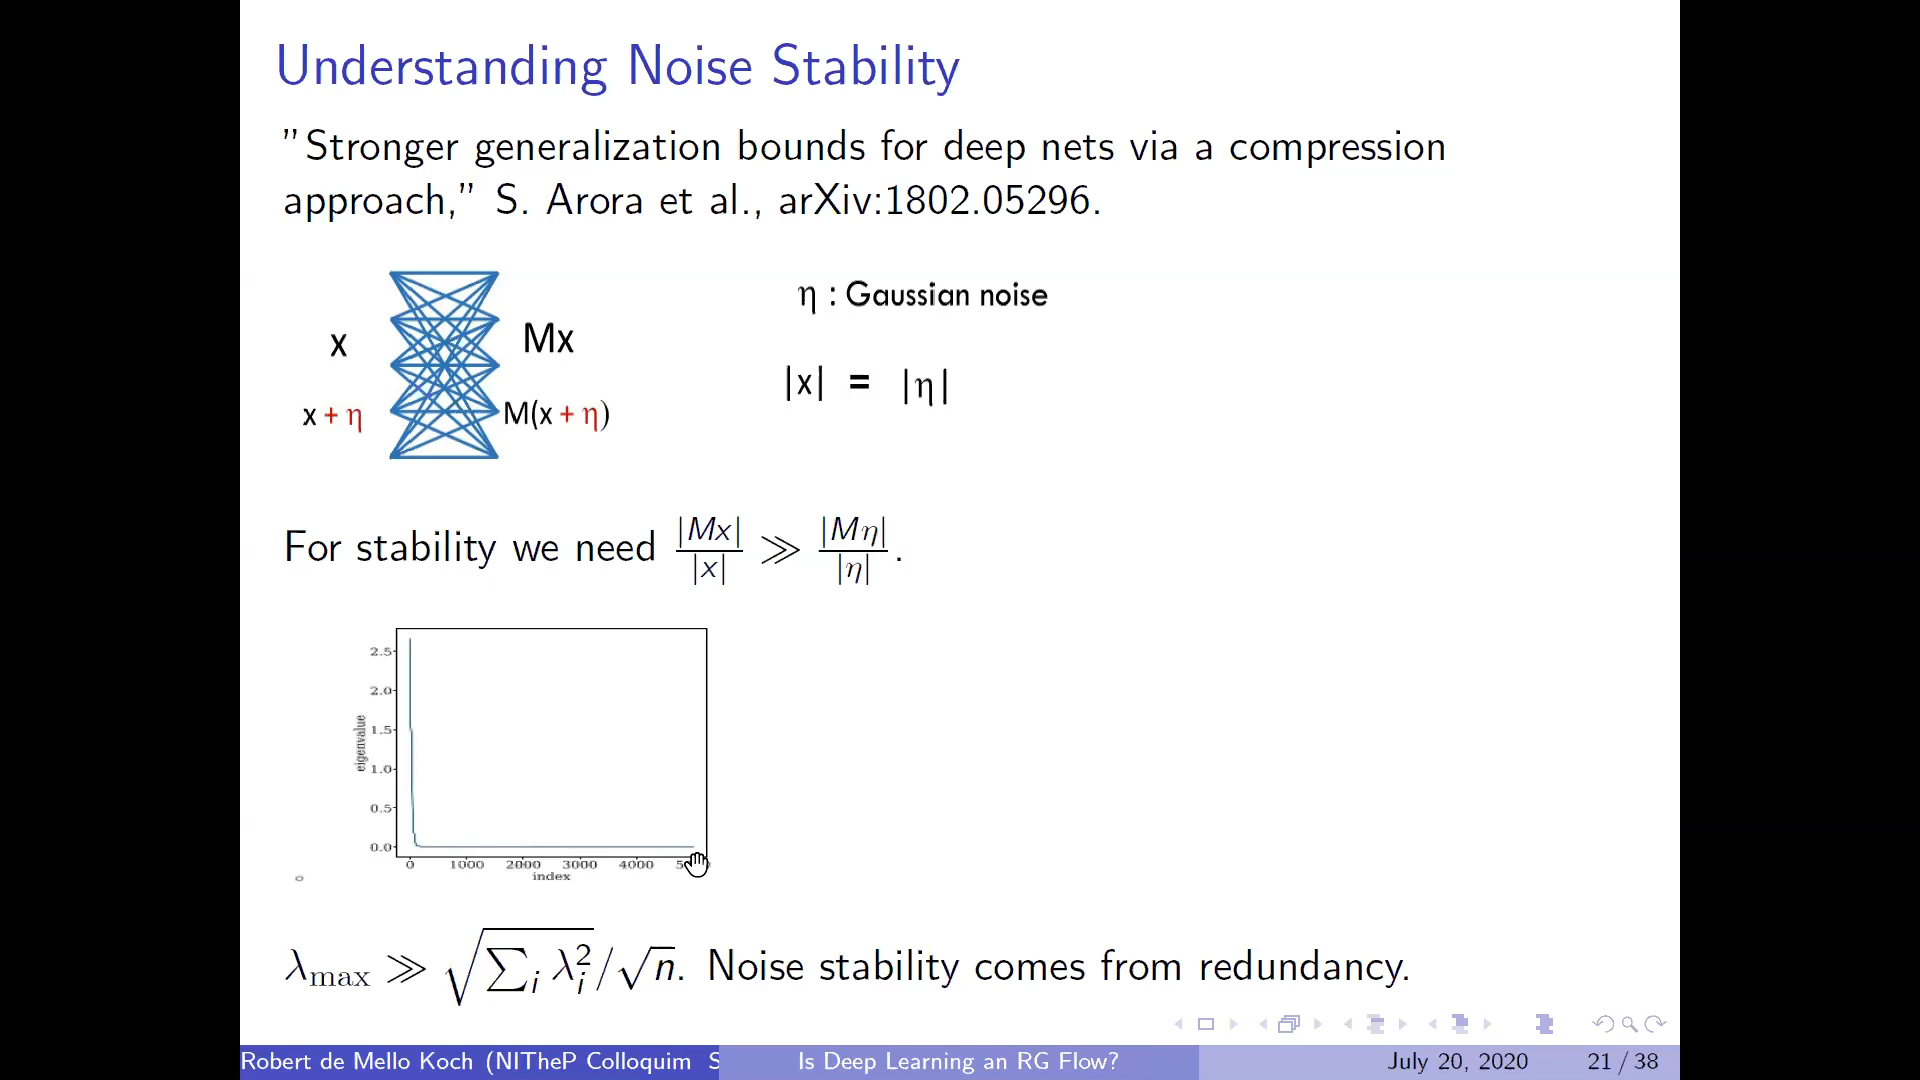 Understanding Noise Stability
”Stronger generalization bounds for deep nets via a compression
approach,” S. Arora et al., arXiv:1802.05296.
η : Gaussian noise
x Mx
|x| = |η|
x + η M(x + η)
For stability we need |Mx|/|x| ≫ |Mη|/|η|.
2.5
2.0
1.5
1.0
0.5
0.0
eigenvalue
0 1000 2000 3000 4000
index
λmax ≫ √∑i λi²/√n. Noise stability comes from redundancy.
Robert de Mello Koch (NITheP Colloquim S Is Deep Learning an RG Flow? July 20, 2020 21 / 38